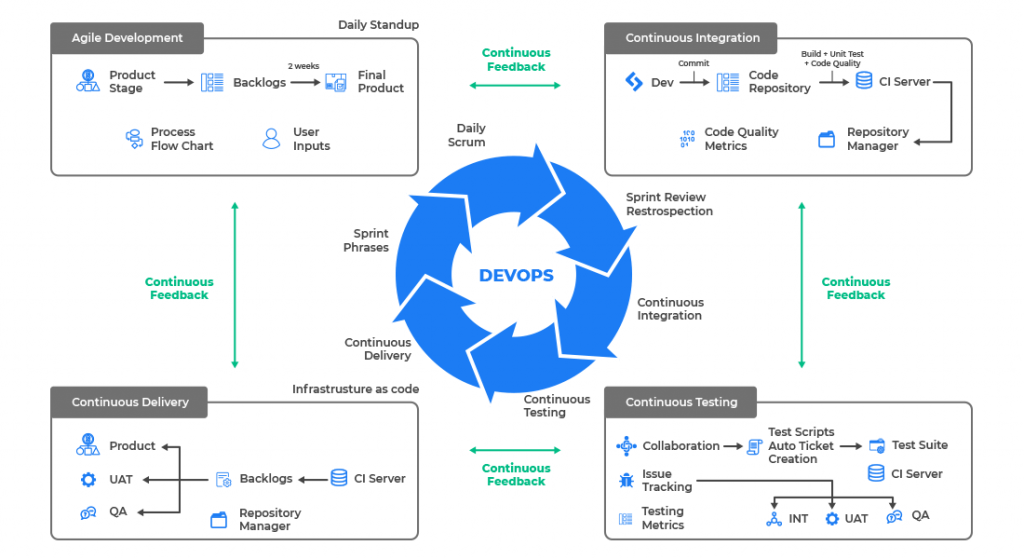 Daily Standup
Agile Development
Product
Stage
Backlogs
2 weeks
Final
Product
Process
Flow Chart
User
Inputs
Continuous
Feedback
Continuous Integration
Dev
Commit
Code
Repository
Build + Unit Test
+ Code Quality
CI Server
Code Quality
Metrics
Repository
Manager
Daily
Scrum
Sprint Review
Restrospection
Sprint
Phrases
DEVOPS
Continuous
Feedback
Continuous
Feedback
Continuous
Integration
Continuous
Delivery
Continuous
Testing
Infrastrusture as code
Continuous Delivery
Product
UAT
QA
Backlogs
CI Server
Repository
Manager
Continuous
Feedback
Continuous Testing
Collaboration
Test Scripts
Auto Ticket
Creation
Test Suite
CI Server
Issue
Tracking
Testing
Metrics
INT
UAT
QA